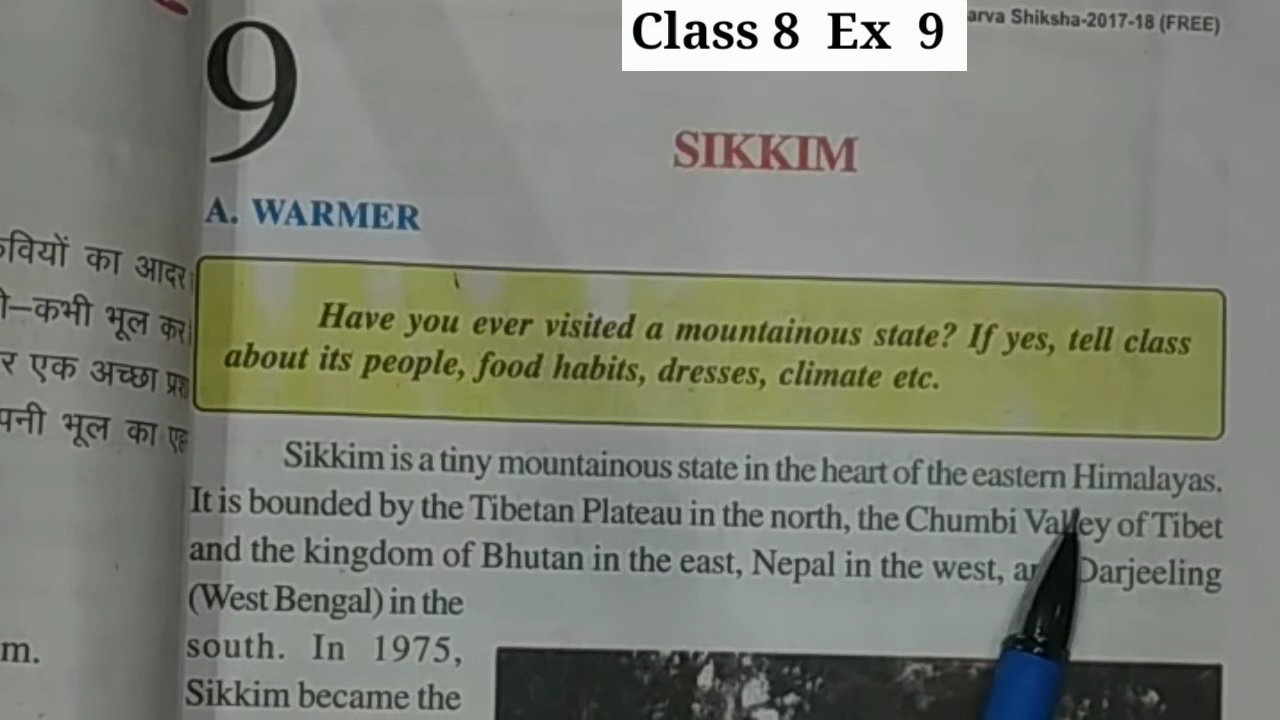 Class 8 Ex 9
arva Shiksha-2017-18 (FREE)
9
SIKKIM
A. WARMER
Have you ever visited a mountainous state? If yes, tell class
about its people, food habits, dresses, climate etc.
Sikkim is a tiny mountainous state in the heart of the eastern Himalayas.
It is bounded by the Tibetan Plateau in the north, the Chumbi Valley of Tibet
and the kingdom of Bhutan in the east, Nepal in the west, Darjeeling
(West Bengal) in the
south. In 1975,
Sikkim became the
वियों का आदर
कभी भूल कर
र एक अच्छा
पनी भूल का
m.